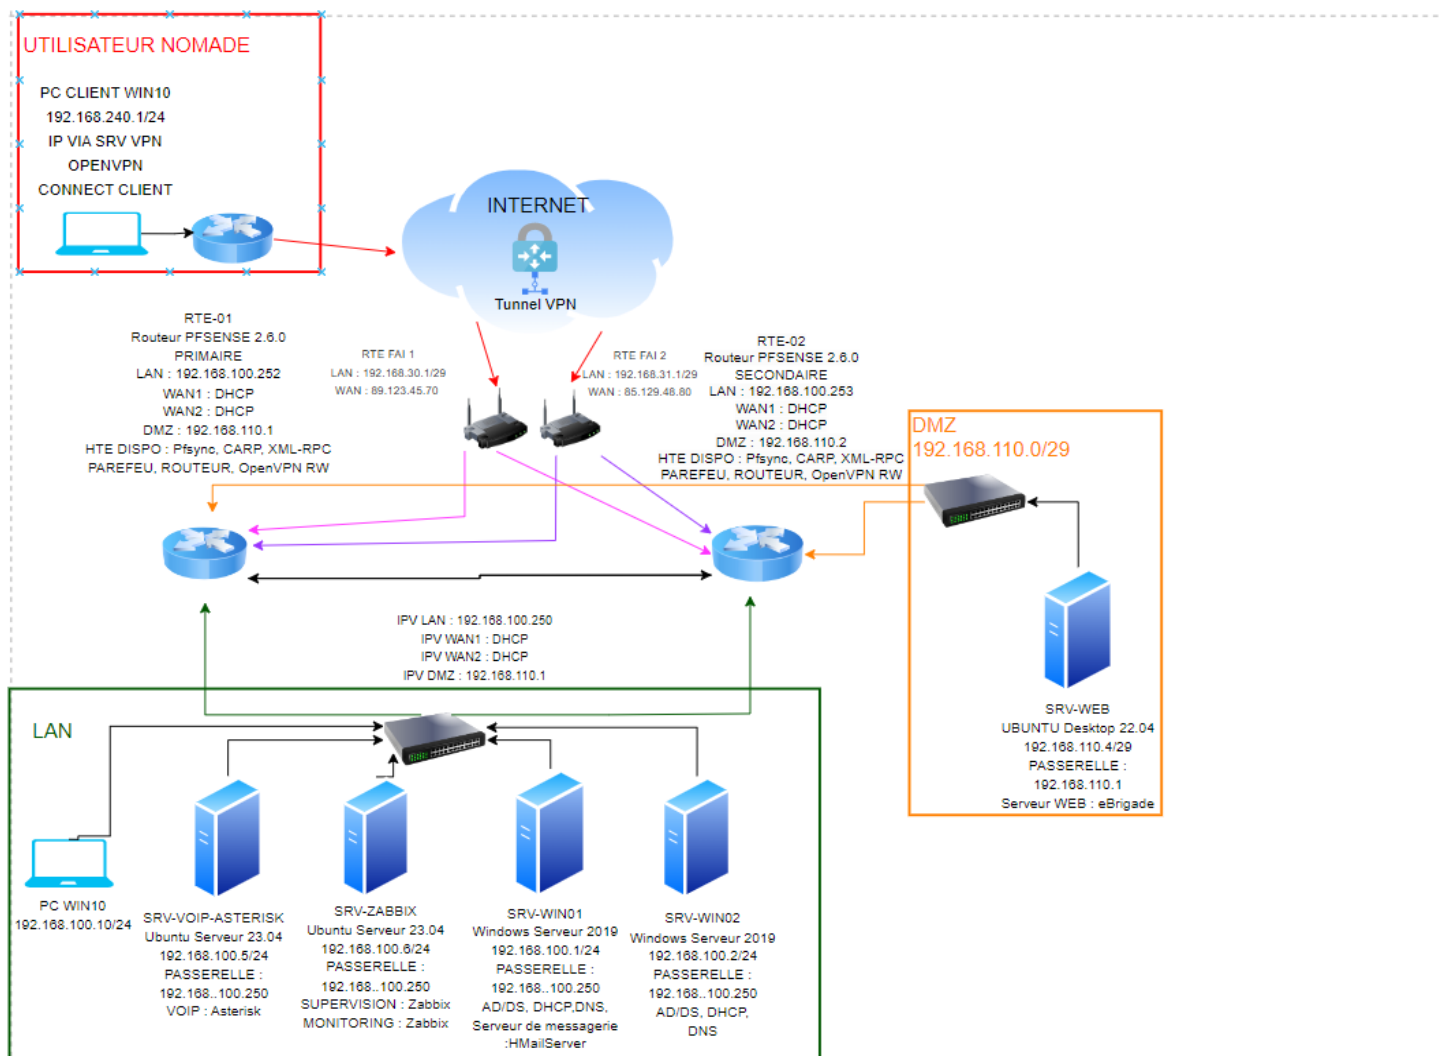 UTILISATEUR NOMADE
PC CLIENT WIN10
192.168.240.1/24
IP VIA SRV VPN
OPENVPN
CONNECT CLIENT
INTERNET
Tunnel VPN
RTE-01
Routeur PFSENSE 2.6.0
PRIMAIRE
LAN : 192.168.100.252
WAN1 : DHCP
WAN2 : DHCP
DMZ : 192.168.110.1
HTE DISPO : Pfsync, CARP, XML-RPC
PAREFEU, ROUTEUR, OpenVPN RW
RTE FAI 1
LAN : 192.168.30.1/29
WAN : 89.123.45.70
RTE FAI 2
LAN : 192.168.31.1/29
WAN : 85.129.48.80
RTE-02
Routeur PFSENSE 2.6.0
SECONDAIRE
LAN : 192.168.100.253
WAN1 : DHCP
WAN2 : DHCP
DMZ : 192.168.110.2
HTE DISPO : Pfsync, CARP, XML-RPC
PAREFEU, ROUTEUR, OpenVPN RW
DMZ
192.168.110.0/29
SRV-WEB
UBUNTU Desktop 22.04
192.168.110.4/29
PASSERELLE :
192.168.110.1
Serveur WEB : eBrigade
IPV LAN : 192.168.100.250
IPV WAN1 : DHCP
IPV WAN2 : DHCP
IPV DMZ : 192.168.110.1
LAN
PC WIN10
192.168.100.10/24
SRV-VOIP-ASTERISK
Ubuntu Serveur 23.04
192.168.100.5/24
PASSERELLE :
192.168..100.250
VOIP : Asterisk
SRV-ZABBIX
Ubuntu Serveur 23.04
192.168.100.6/24
PASSERELLE :
192.168..100.250
SUPERVISION : Zabbix
MONITORING : Zabbix
SRV-WIN01
Windows Serveur 2019
192.168.100.1/24
PASSERELLE :
192.168..100.250
AD/DS, DHCP,DNS,
Serveur de messagerie
:HMailServer
SRV-WIN02
Windows Serveur 2019
192.168.100.2/24
PASSERELLE :
192.168..100.250
AD/DS, DHCP,
DNS